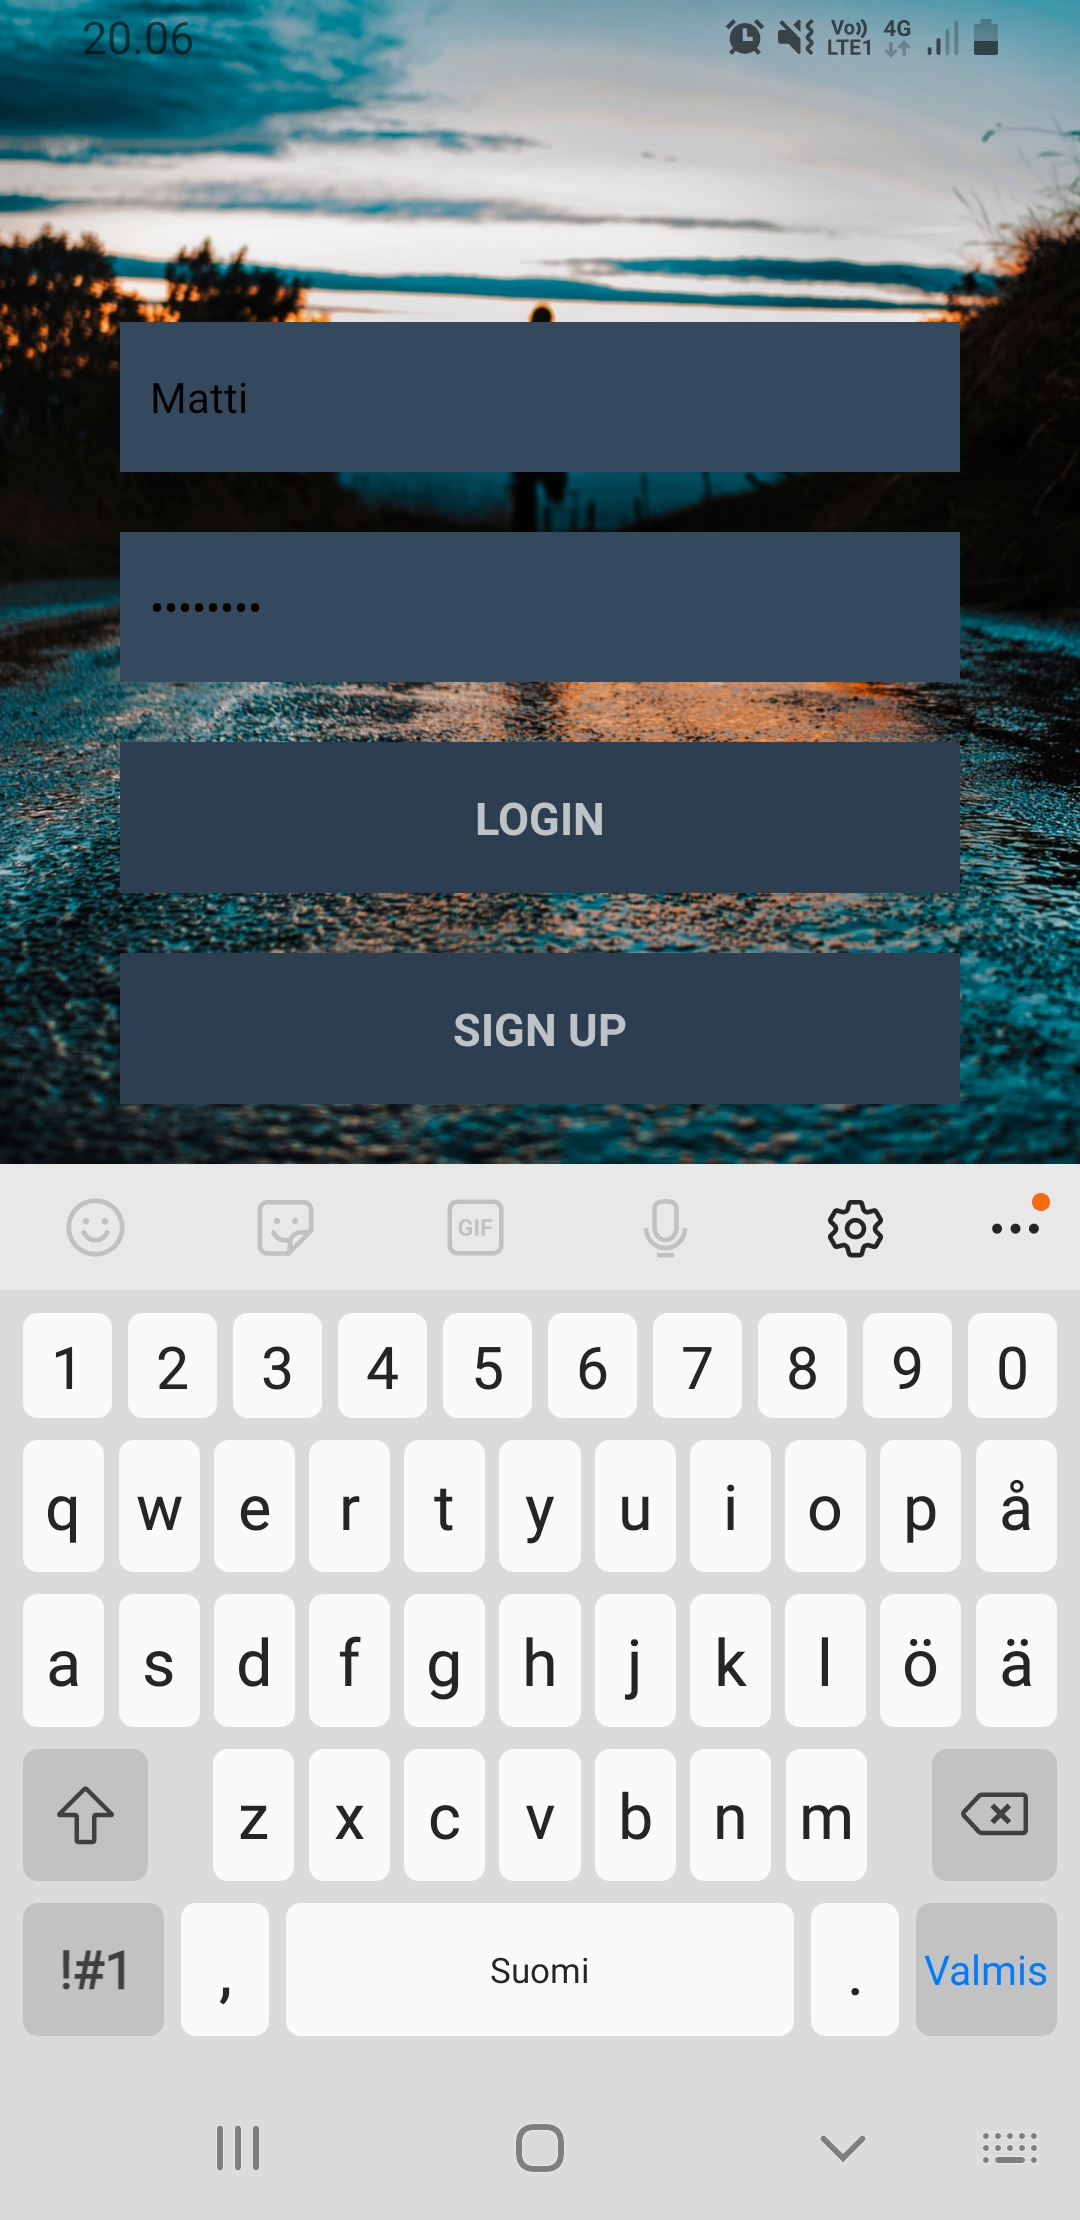 20.06 Vo)) LTE1 4G
Matti
••••••••
LOGIN
SIGN UP
GIF
1 2 3 4 5 6 7 8 9 0
q w e r t y u i o p å
a s d f g h j k l ö ä
z x c v b n m
!#1 , Suomi . Valmis